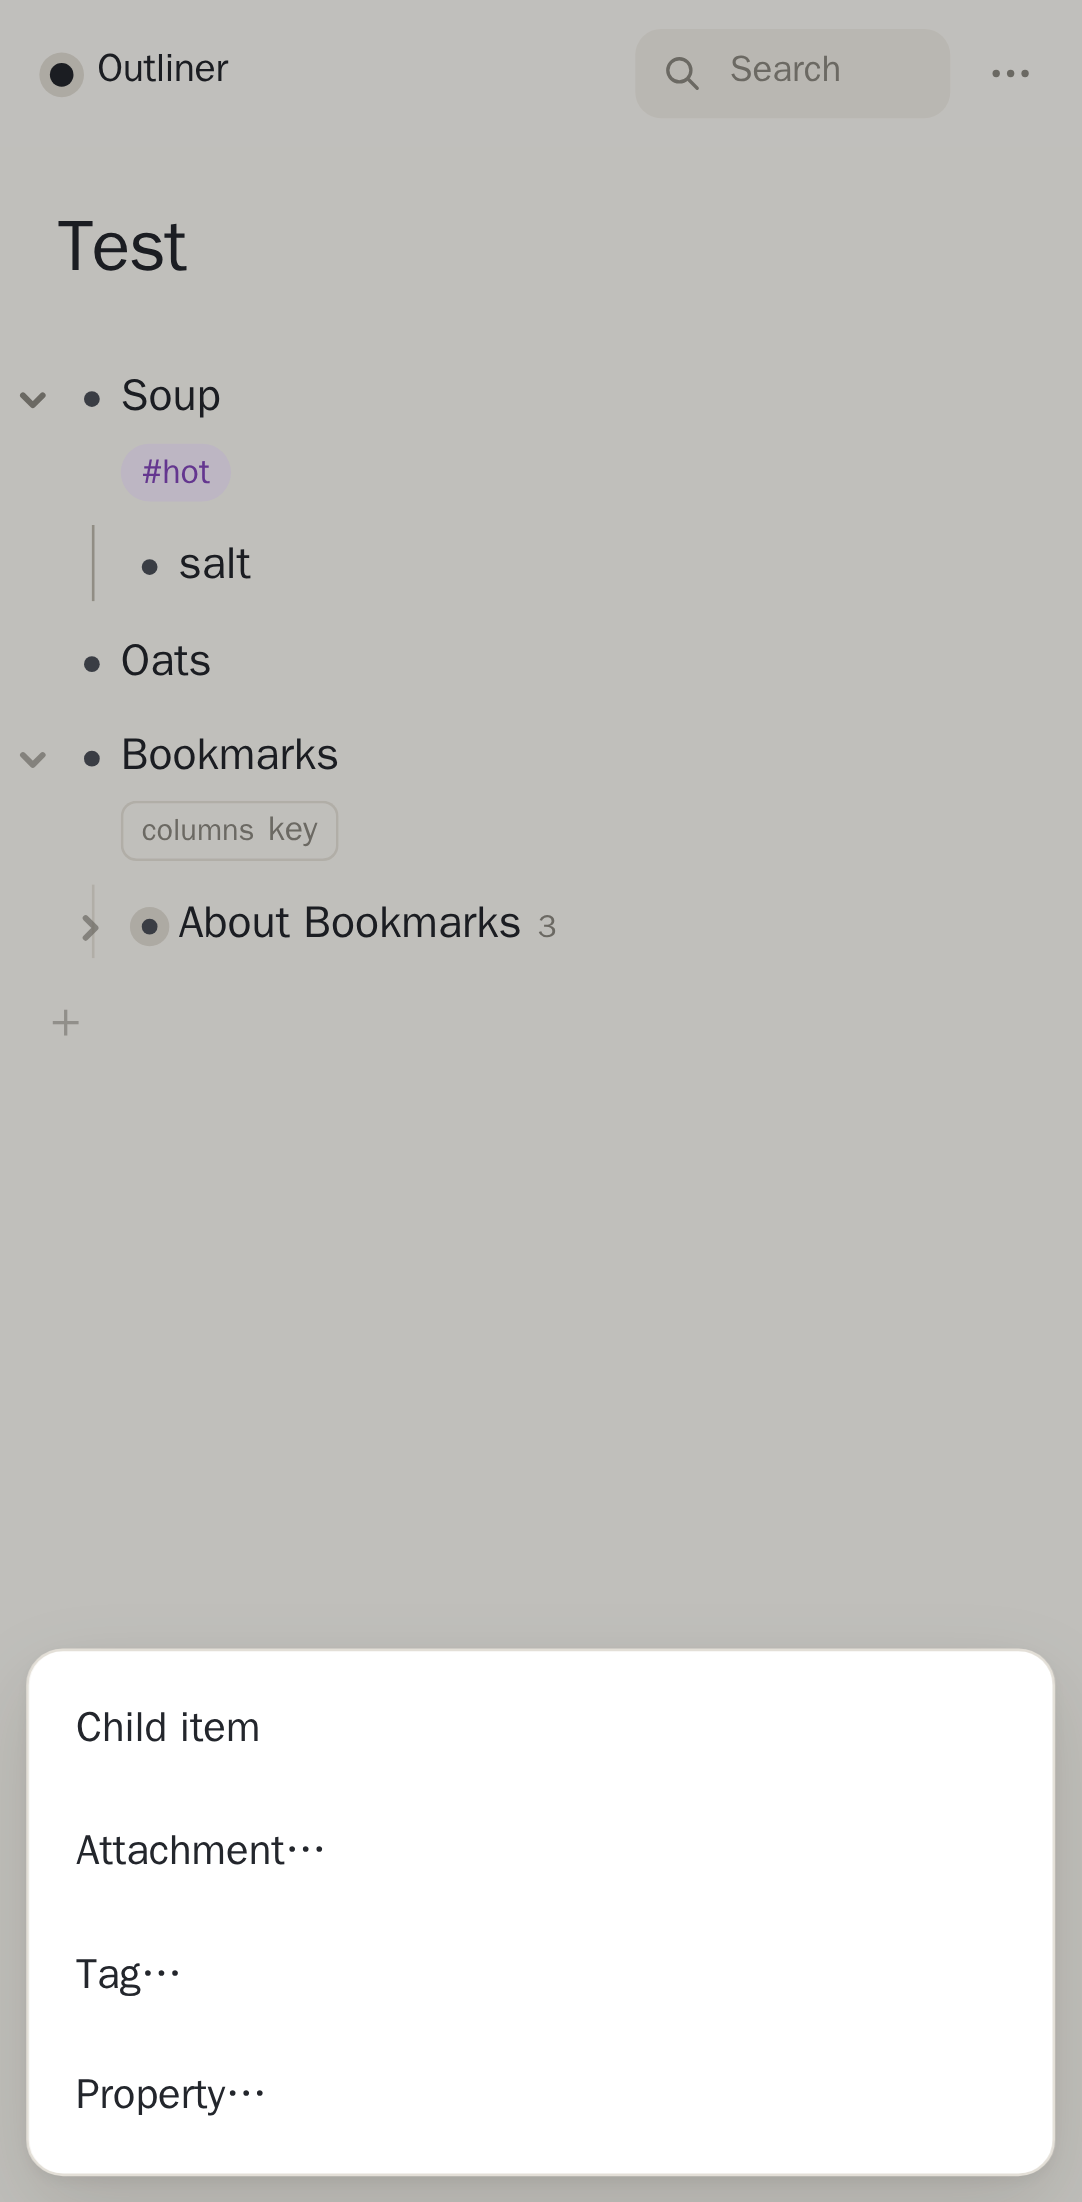 Outliner
Search
Test
Soup
#hot
salt
Oats
Bookmarks
columns key
About Bookmarks 3
Child item
Attachment···
Tag···
Property···